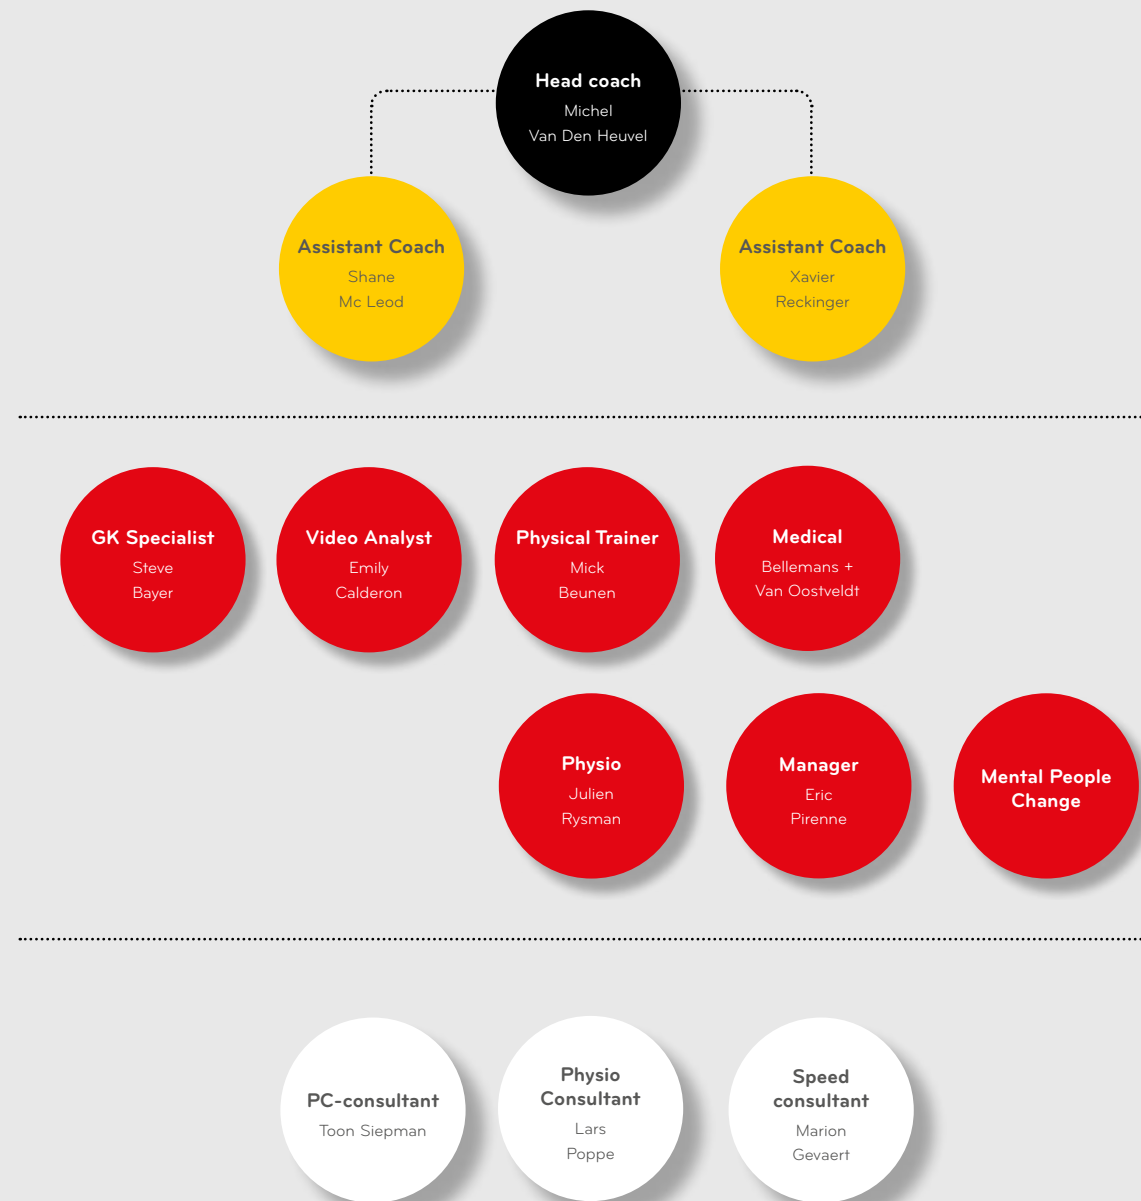 Head coach
Michel
Van Den Heuvel
Assistant Coach
Shane
Mc Leod
Assistant Coach
Xavier
Reckinger
GK Specialist
Steve
Bayer
Video Analyst
Emily
Calderon
Physical Trainer
Mick
Beunen
Medical
Bellemans +
Van Oostveldt
Physio
Julien
Rysman
Manager
Eric
Pirenne
Mental People
Change
PC-consultant
Toon Siepman
Physio
Consultant
Lars
Poppe
Speed
consultant
Marion
Gevaert